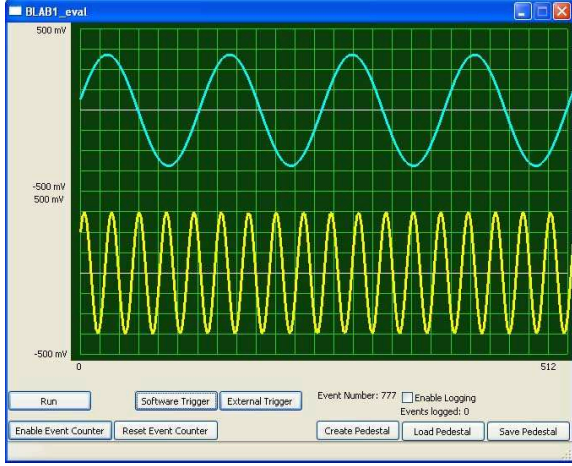 BLAB1_eval
500 mV
-500 mV
500 mV
-500 mV
0 512
Run Software Trigger External Trigger Event Number: 777 Enable Logging
Events logged: 0
Enable Event Counter Reset Event Counter Create Pedestal Load Pedestal Save Pedestal